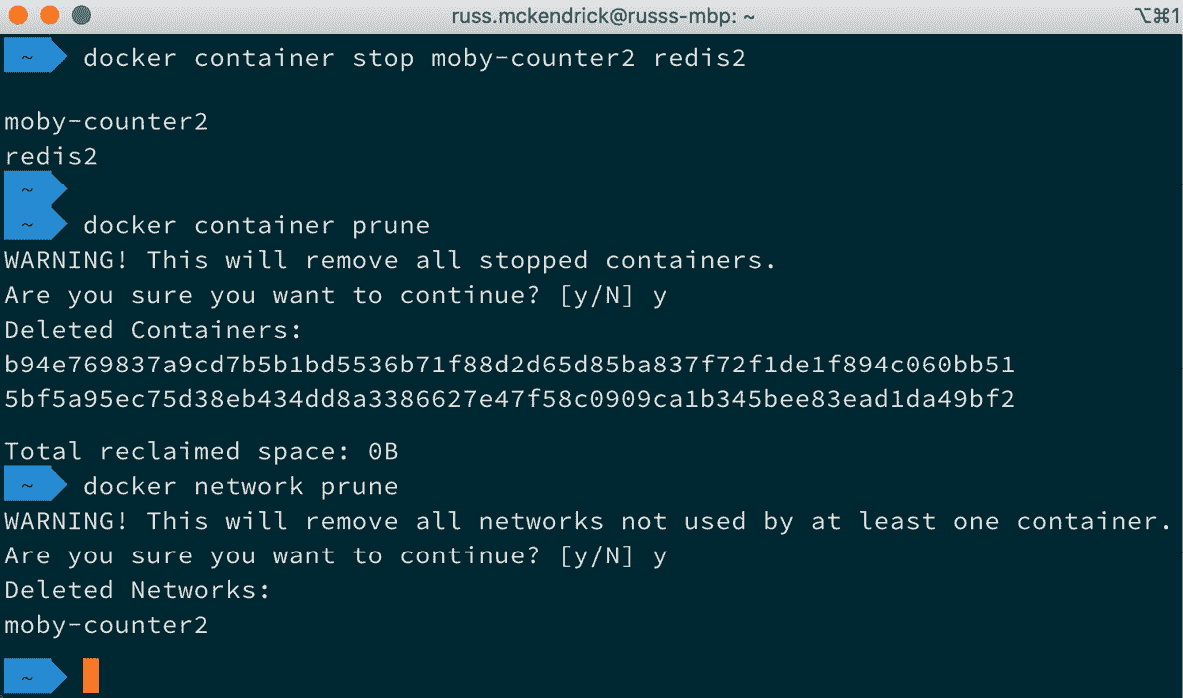 russ.mckendrick@russs-mbp: ~
⌥⌘1
~ docker container stop moby-counter2 redis2
moby-counter2
redis2
~
~ docker container prune
WARNING! This will remove all stopped containers.
Are you sure you want to continue? [y/N] y
Deleted Containers:
b94e769837a9cd7b5b1bd5536b71f88d2d65d85ba837f72f1de1f894c060bb51
5bf5a95ec75d38eb434dd8a3386627e47f58c0909ca1b345bee83ead1da49bf2
Total reclaimed space: 0B
~ docker network prune
WARNING! This will remove all networks not used by at least one container.
Are you sure you want to continue? [y/N] y
Deleted Networks:
moby-counter2
~